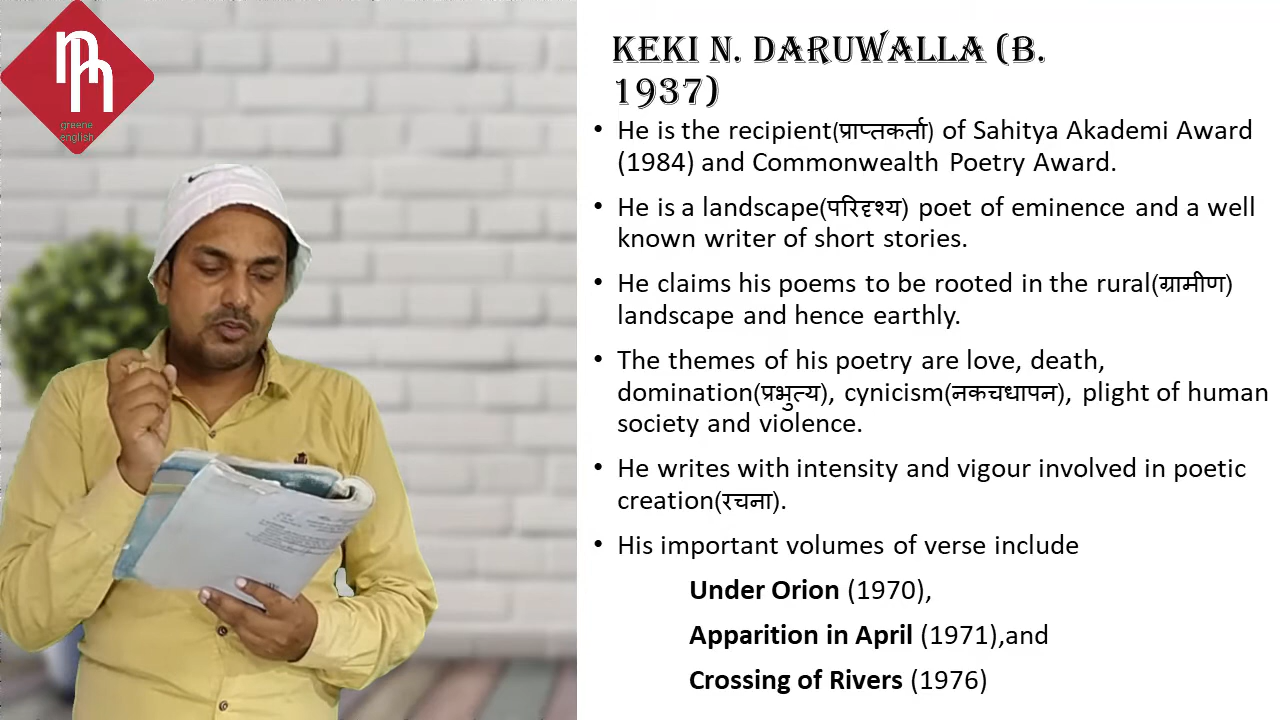 greene
english
KEKI N. DARUWALLA (B.
1937)
• He is the recipient(प्राप्तकर्ता) of Sahitya Akademi Award
(1984) and Commonwealth Poetry Award.
• He is a landscape(परिदृश्य) poet of eminence and a well
known writer of short stories.
• He claims his poems to be rooted in the rural(ग्रामीण)
landscape and hence earthly.
• The themes of his poetry are love, death,
domination(प्रभुत्य), cynicism(नकचधापन), plight of human
society and violence.
• He writes with intensity and vigour involved in poetic
creation(रचना).
• His important volumes of verse include
Under Orion (1970),
Apparition in April (1971),and
Crossing of Rivers (1976)